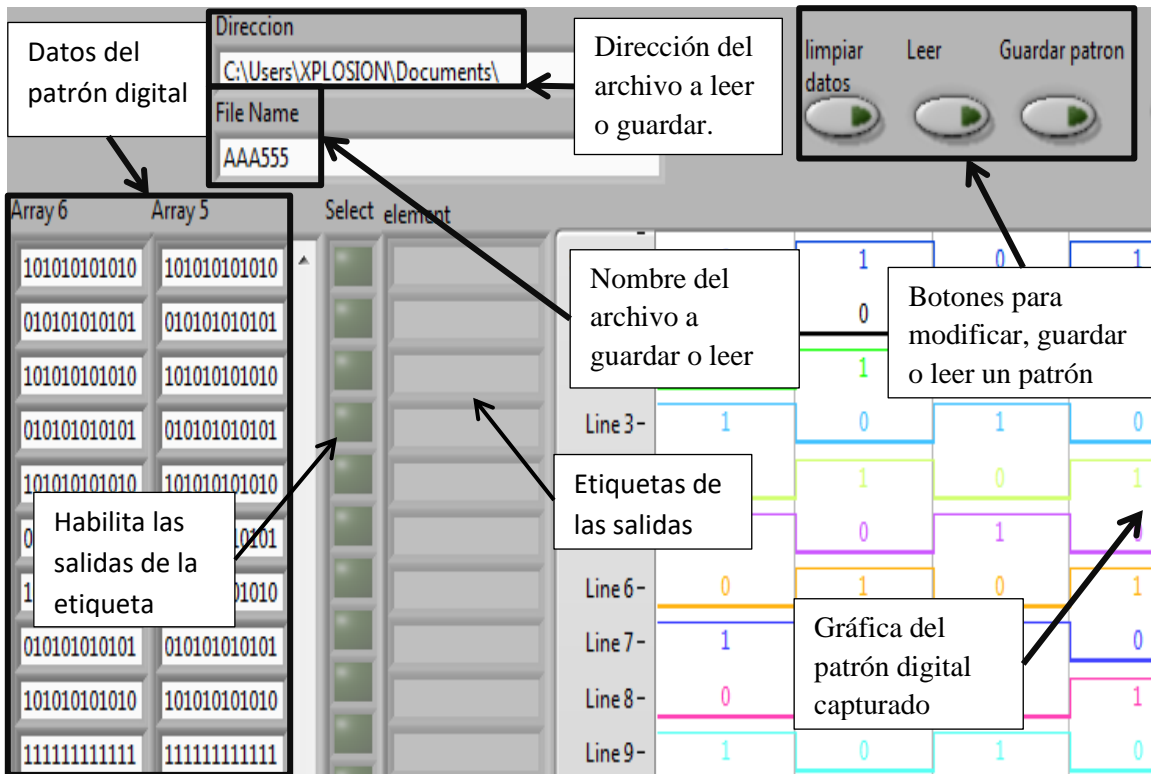 Datos del
patrón digital
Direccion
C:\Users\XPLOSION\Documents\
File Name
AAA555
Dirección del
archivo a leer
o guardar.
limpiar
datos
Leer
Guardar patron
Array 6
Array 5
Select
element
101010101010 101010101010
010101010101 010101010101
101010101010 101010101010
010101010101 010101010101
101010101010 101010101010
0 10101
1 01010
010101010101 010101010101
101010101010 101010101010
111111111111 111111111111
Habilita las
salidas de la
etiqueta
Nombre del
archivo a
guardar o leer
Etiquetas de
las salidas
Botones para
modificar, guardar
o leer un patrón
Gráfica del
patrón digital
capturado
1 0 1
0
1
Line 3- 1 0 1 0
1 0 1
0 1 0
Line 6- 0 1 0 1
Line 7- 1 0
Line 8- 0 1
Line 9- 1 0 1 0